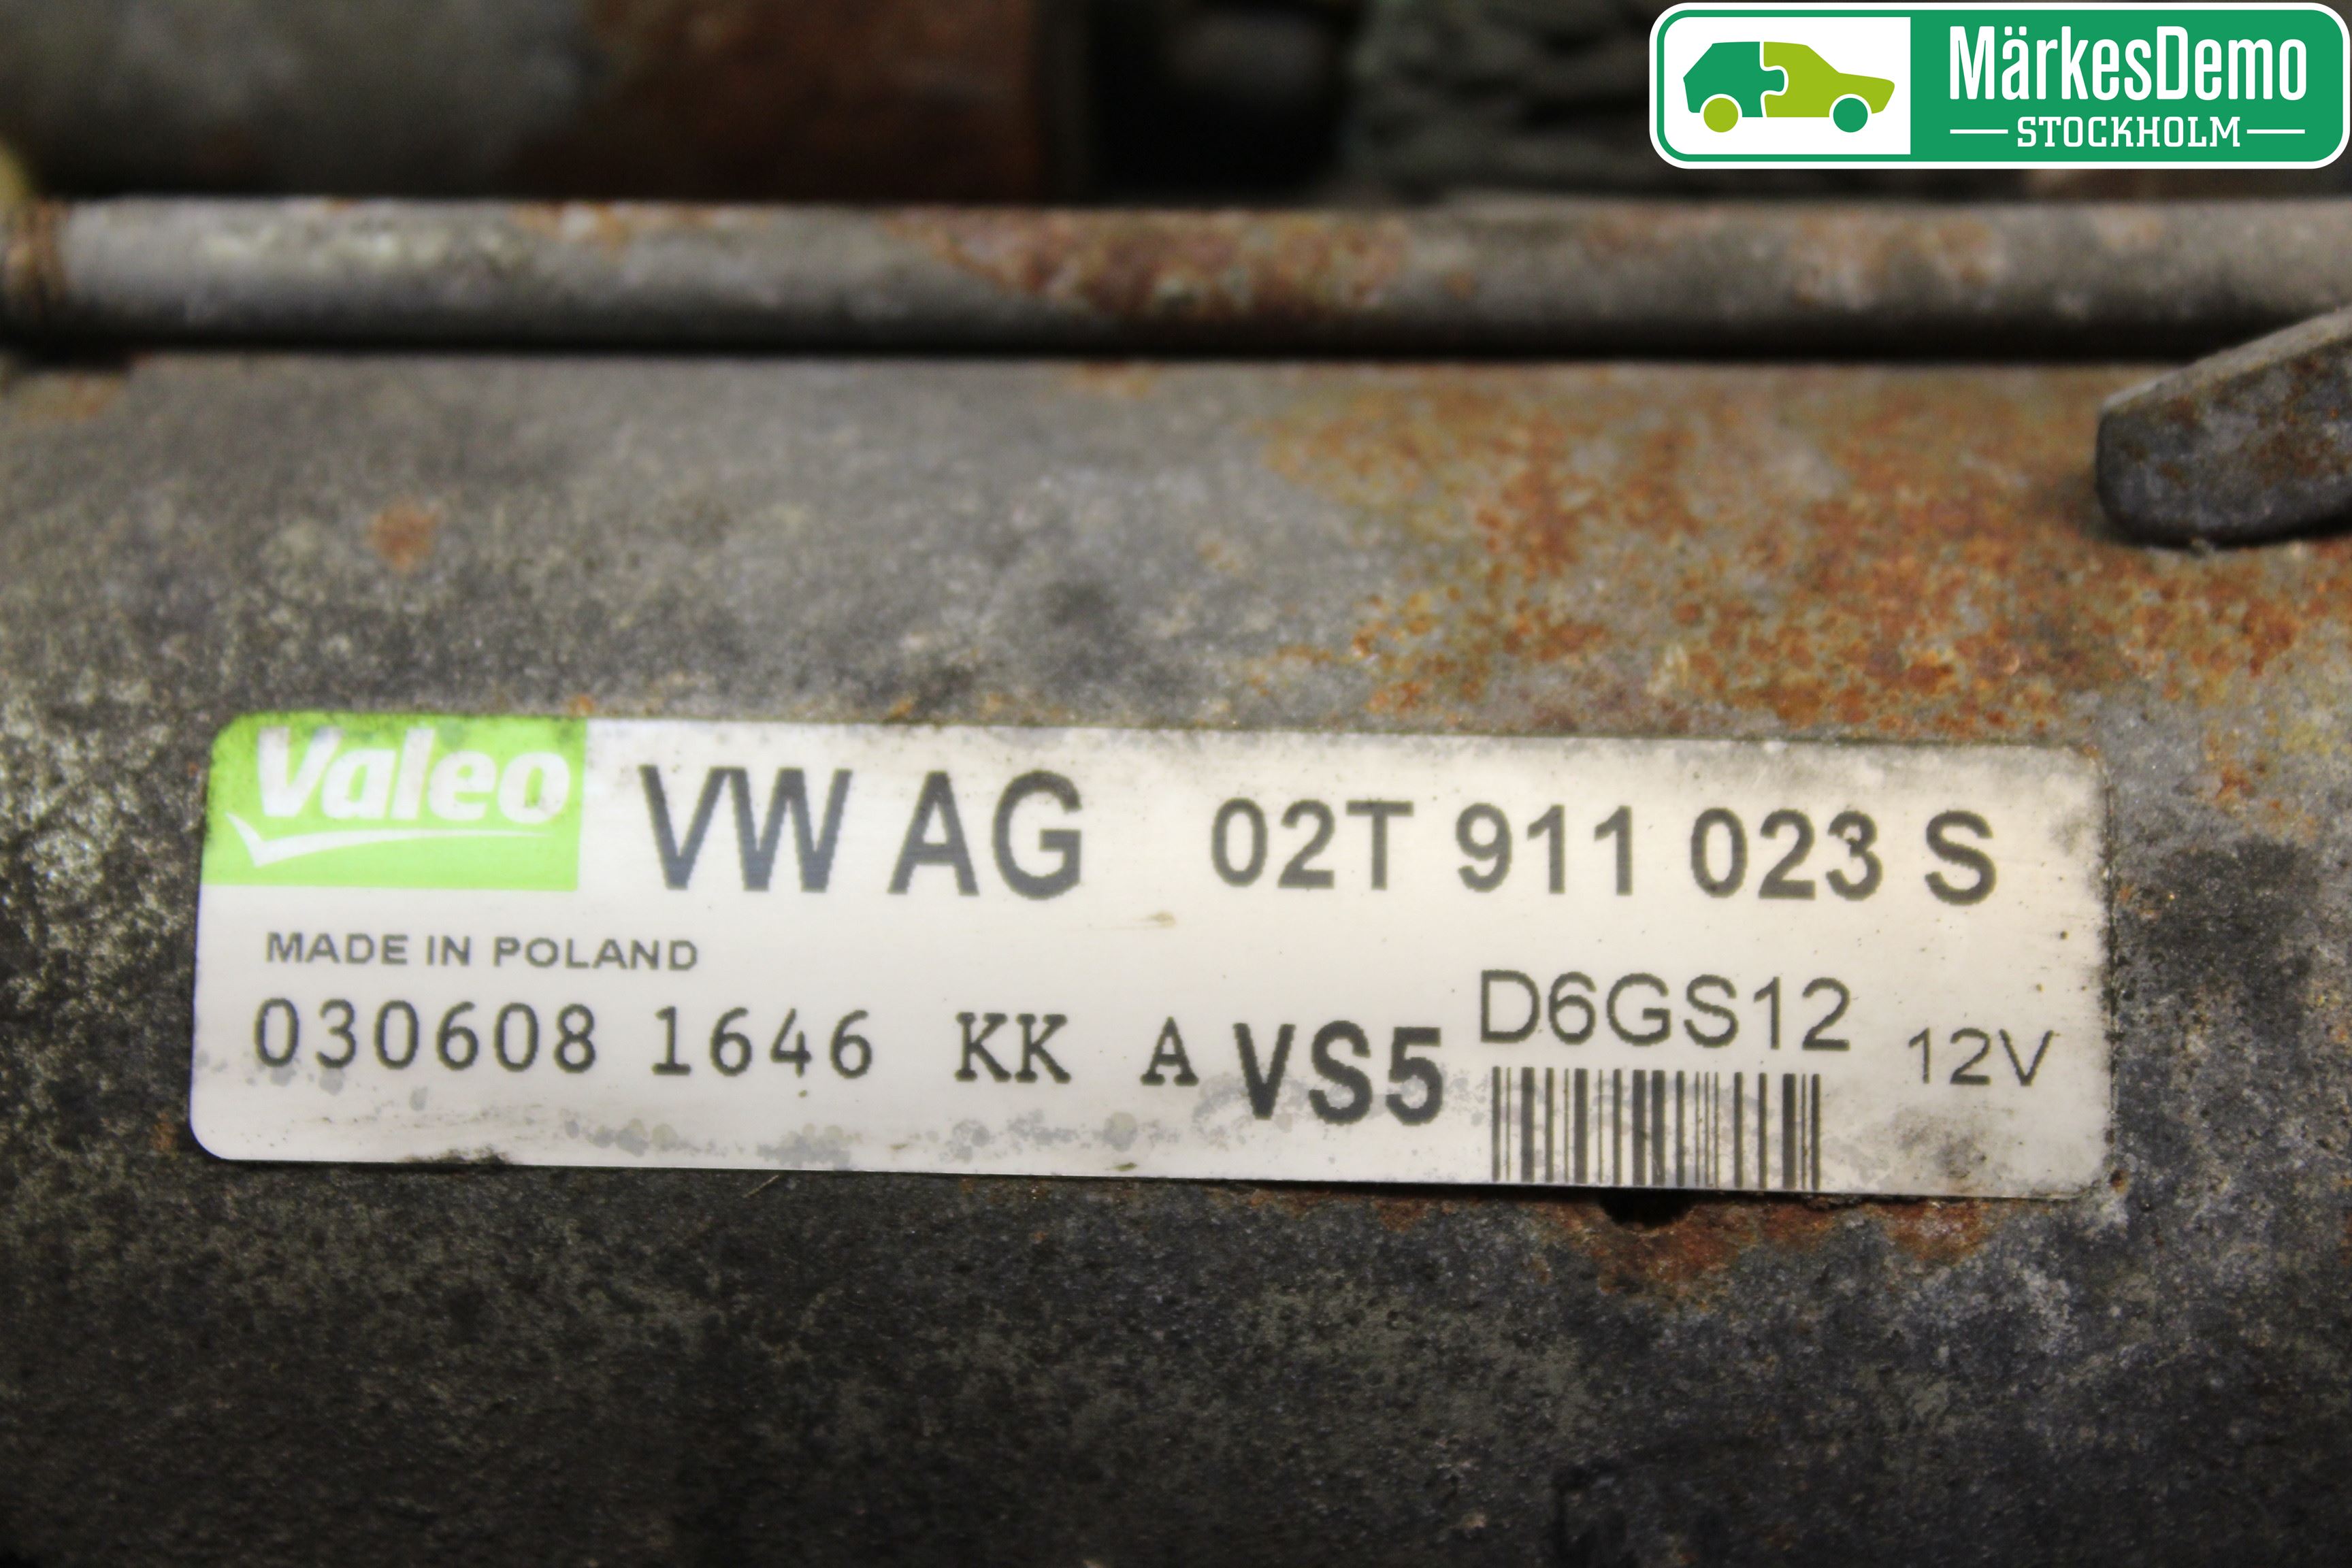 MärkesDemo
STOCKHOLM
Valeo VW AG 02T 911 023 S
MADE IN POLAND
030608 1646 KK A VS5 D6GS12 12V